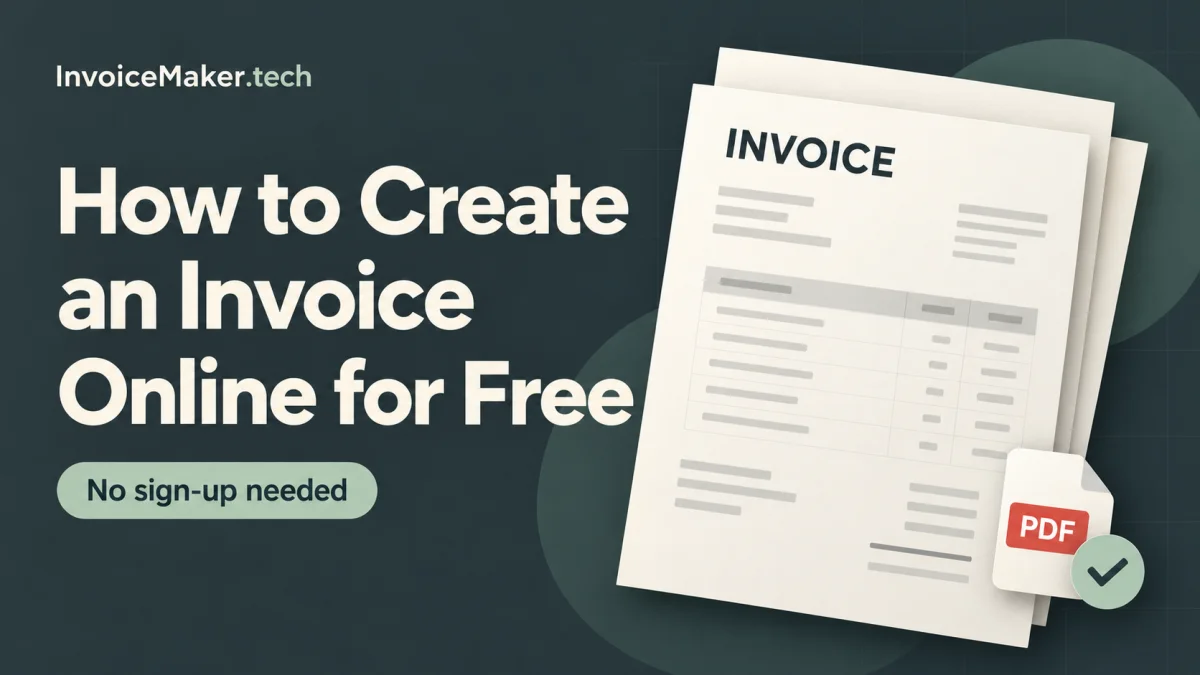 InvoiceMaker.tech
How to Create
an Invoice
Online for Free
No sign-up needed
INVOICE
PDF